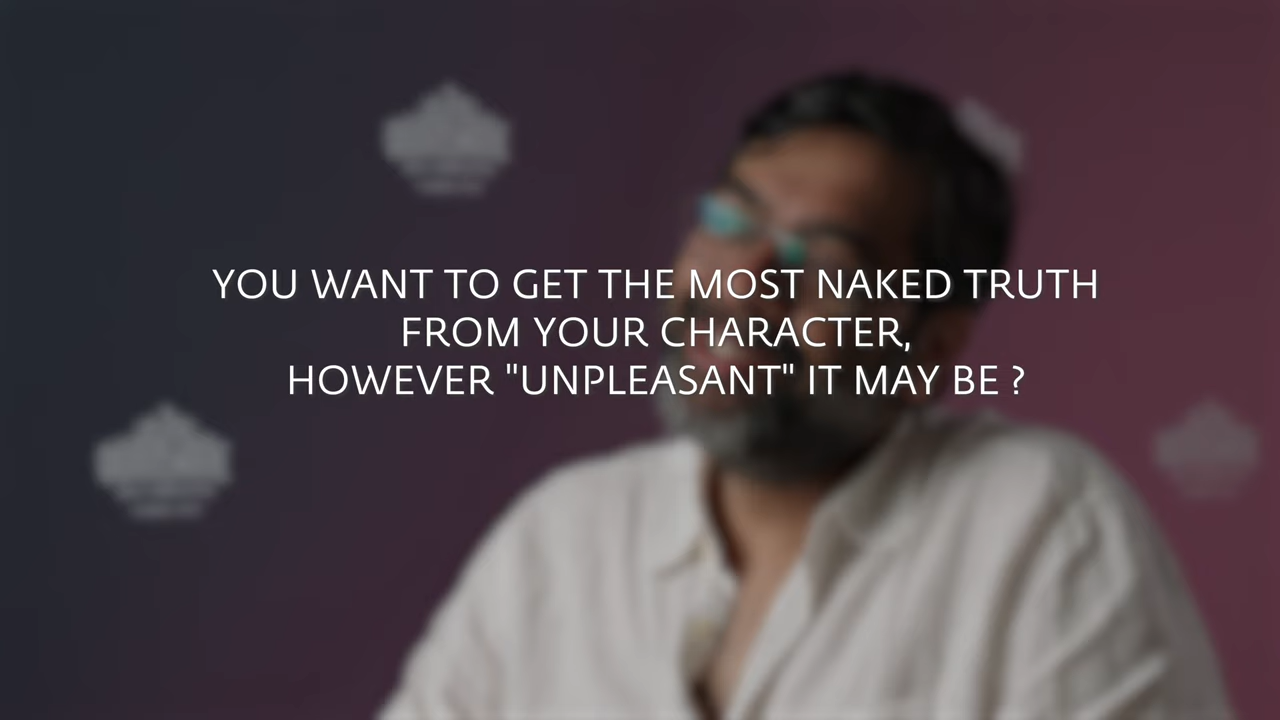 YOU WANT TO GET THE MOST NAKED TRUTH
FROM YOUR CHARACTER,
HOWEVER "UNPLEASANT" IT MAY BE ?